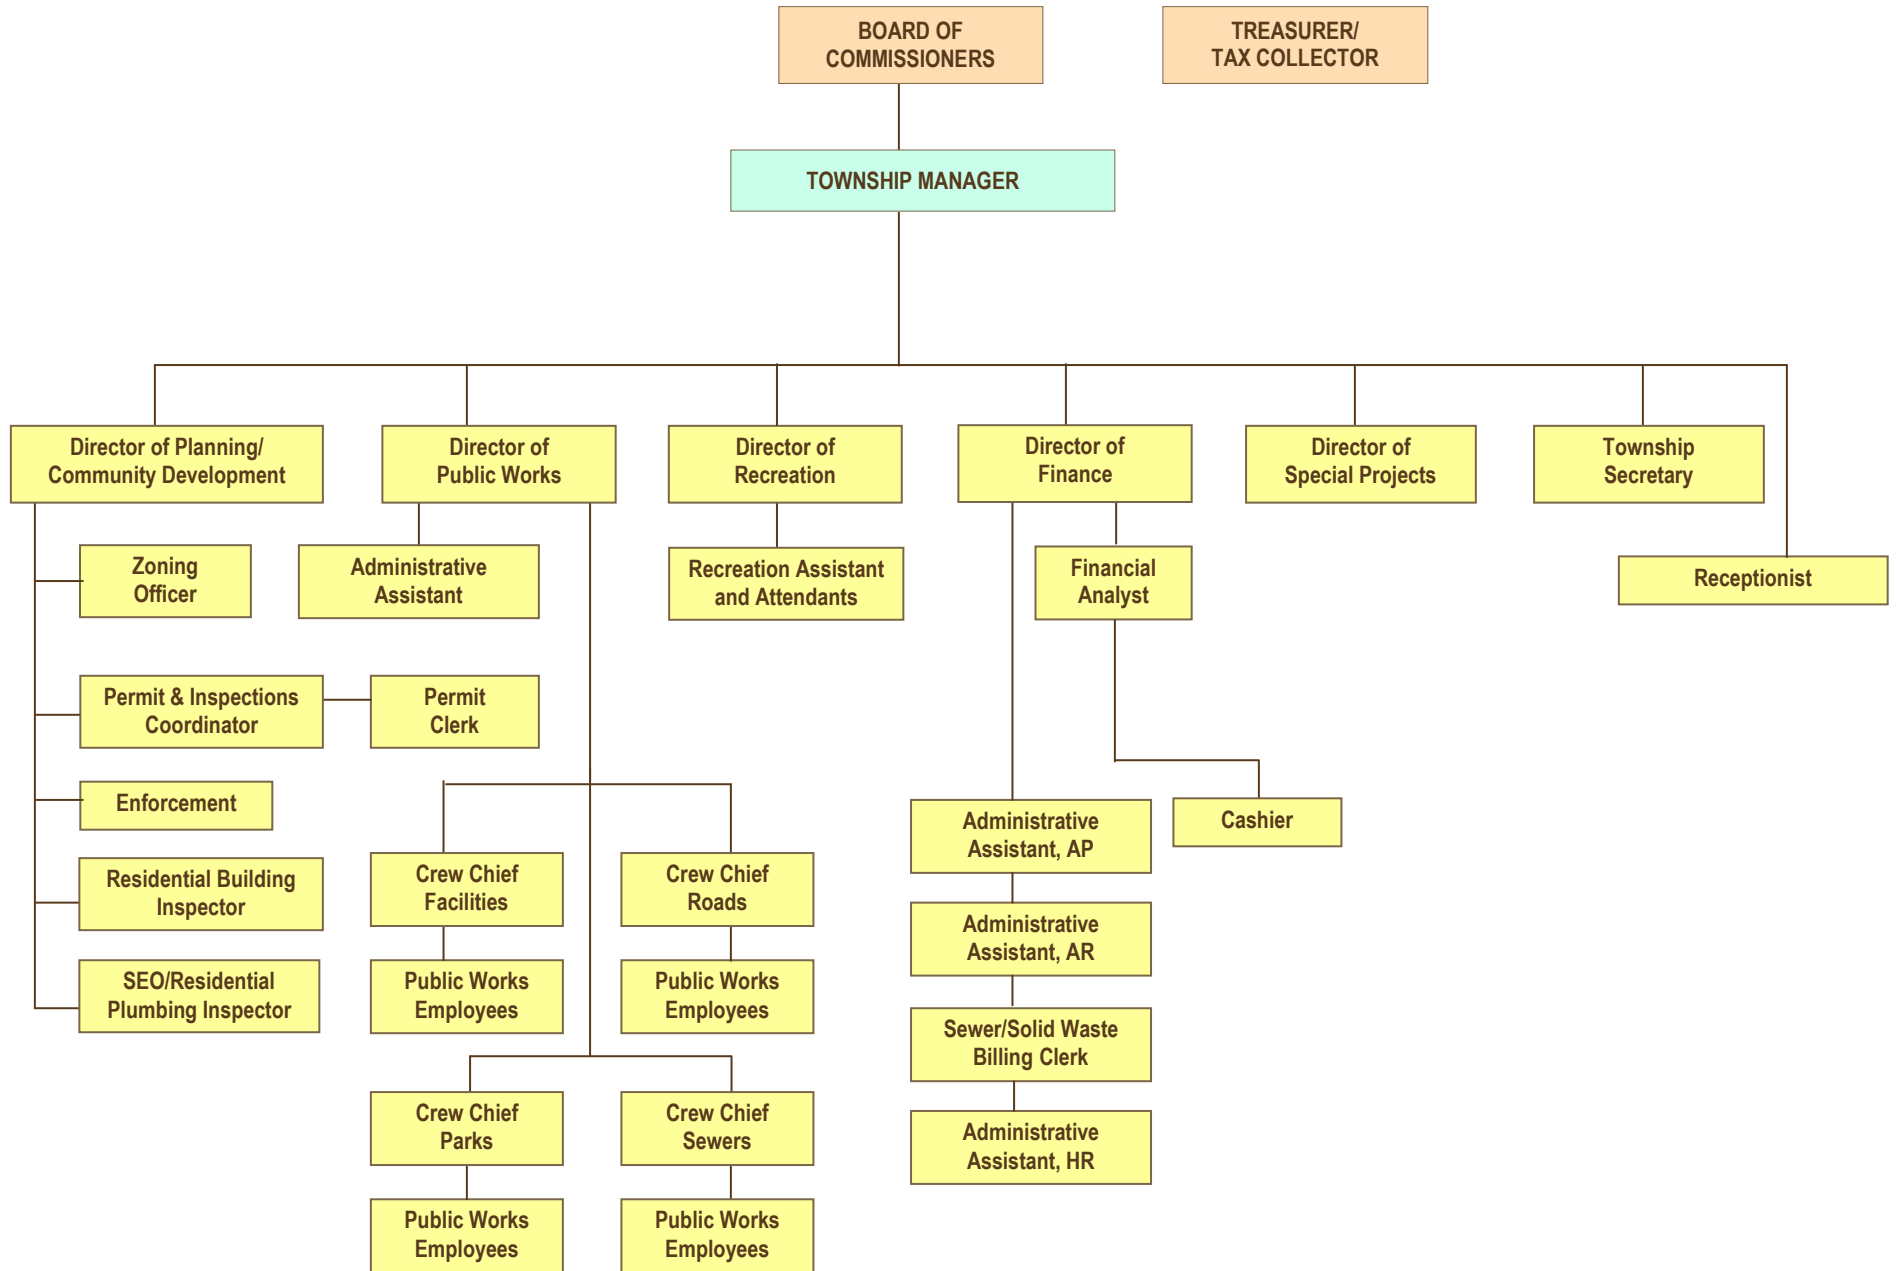 BOARD OF
COMMISSIONERS
TREASURER/
TAX COLLECTOR
TOWNSHIP MANAGER
Director of Planning/
Community Development
Director of
Public Works
Director of
Recreation
Director of
Finance
Director of
Special Projects
Township
Secretary
Zoning
Officer
Administrative
Assistant
Recreation Assistant
and Attendants
Financial
Analyst
Receptionist
Permit & Inspections
Coordinator
Permit
Clerk
Enforcement
Administrative
Assistant, AP
Cashier
Residential Building
Inspector
Crew Chief
Facilities
Crew Chief
Roads
Administrative
Assistant, AR
SEO/Residential
Plumbing Inspector
Public Works
Employees
Public Works
Employees
Sewer/Solid Waste
Billing Clerk
Crew Chief
Parks
Crew Chief
Sewers
Administrative
Assistant, HR
Public Works
Employees
Public Works
Employees